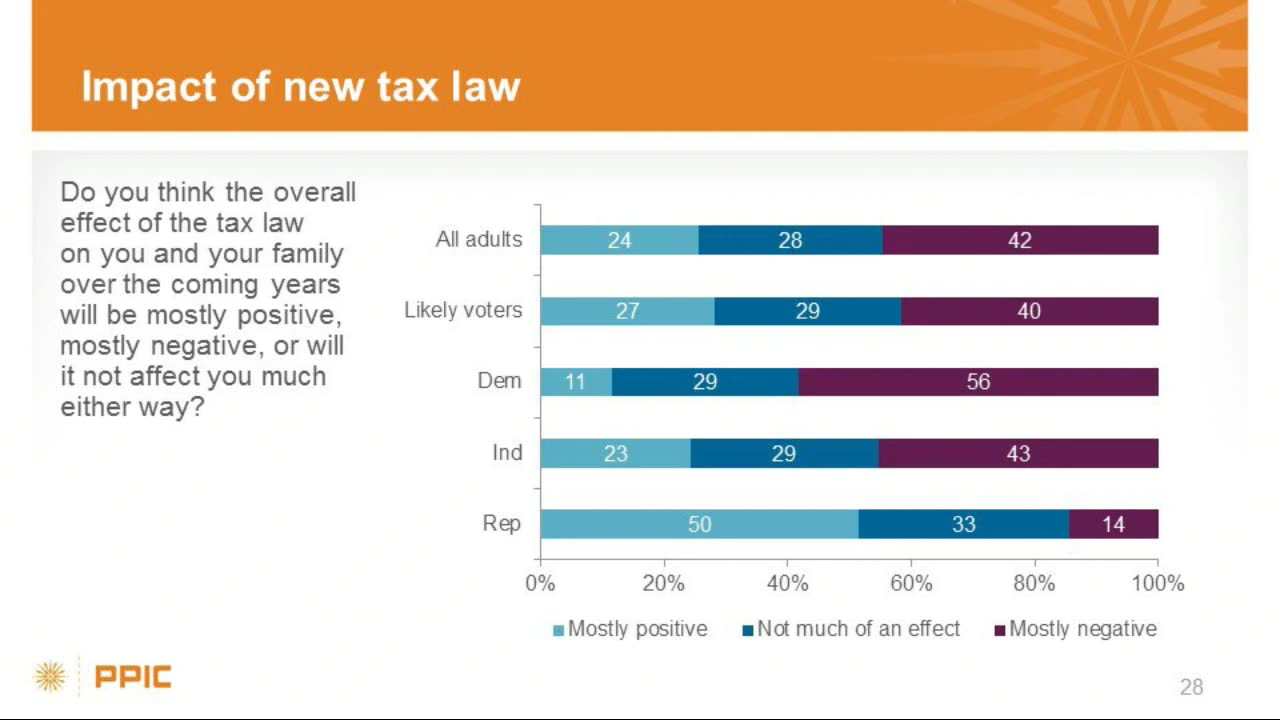 Impact of new tax law
Do you think the overall
effect of the tax law
on you and your family
over the coming years
will be mostly positive,
mostly negative, or will
it not affect you much
either way?
All adults 24 28 42
Likely voters 27 29 40
Dem 11 29 56
Ind 23 29 43
Rep 50 33 14
0% 20% 40% 60% 80% 100%
Mostly positive Not much of an effect Mostly negative
PPIC
28